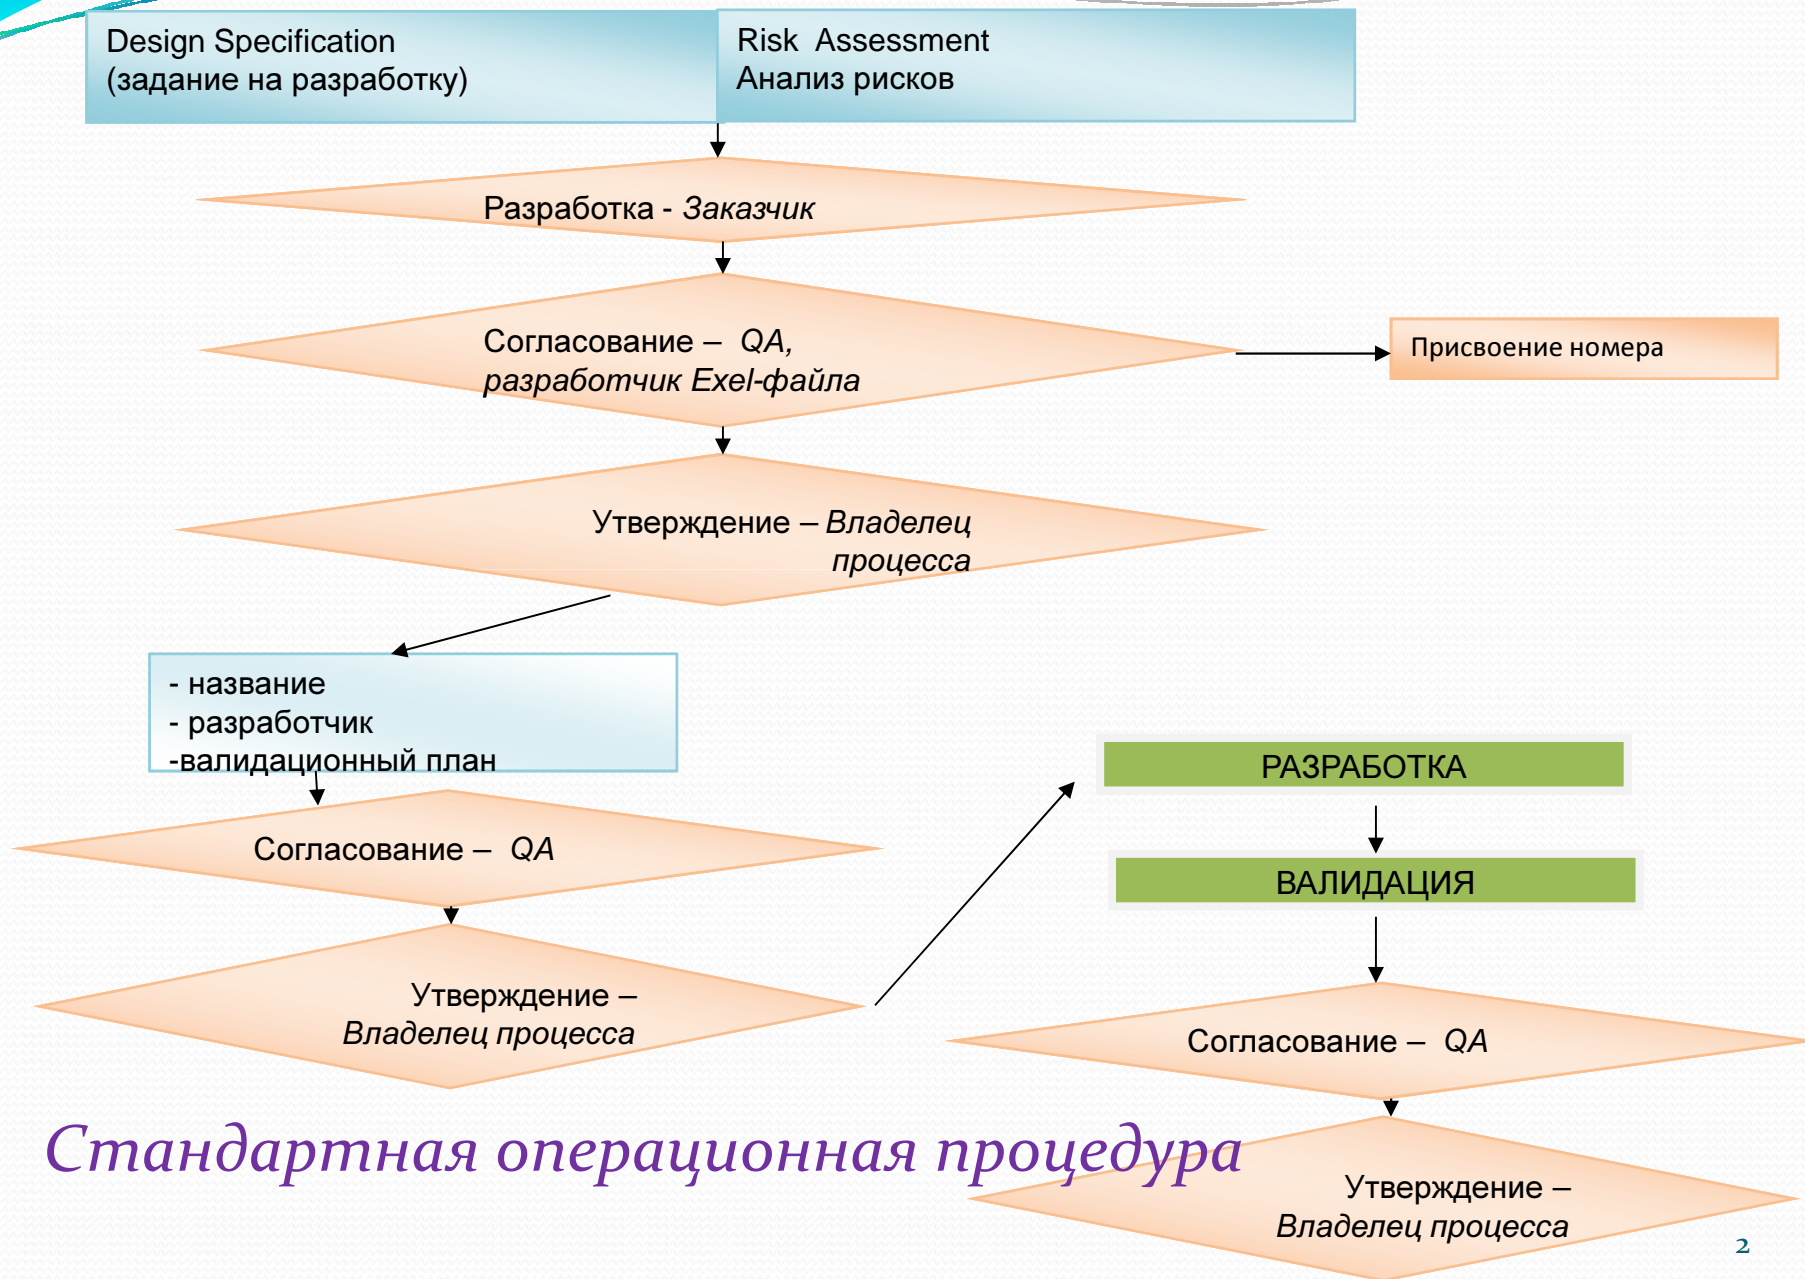 Design Specification
(задание на разработку)
Risk Assessment
Анализ рисков
Разработка - Заказчик
Согласование – QA,
разработчик Exel-файла
Присвоение номера
Утверждение – Владелец
процесса
- название
- разработчик
-валидационный план
Согласование – QA
Утверждение –
Владелец процесса
РАЗРАБОТКА
ВАЛИДАЦИЯ
Согласование – QA
Утверждение –
Владелец процесса
Стандартная операционная процедура
2